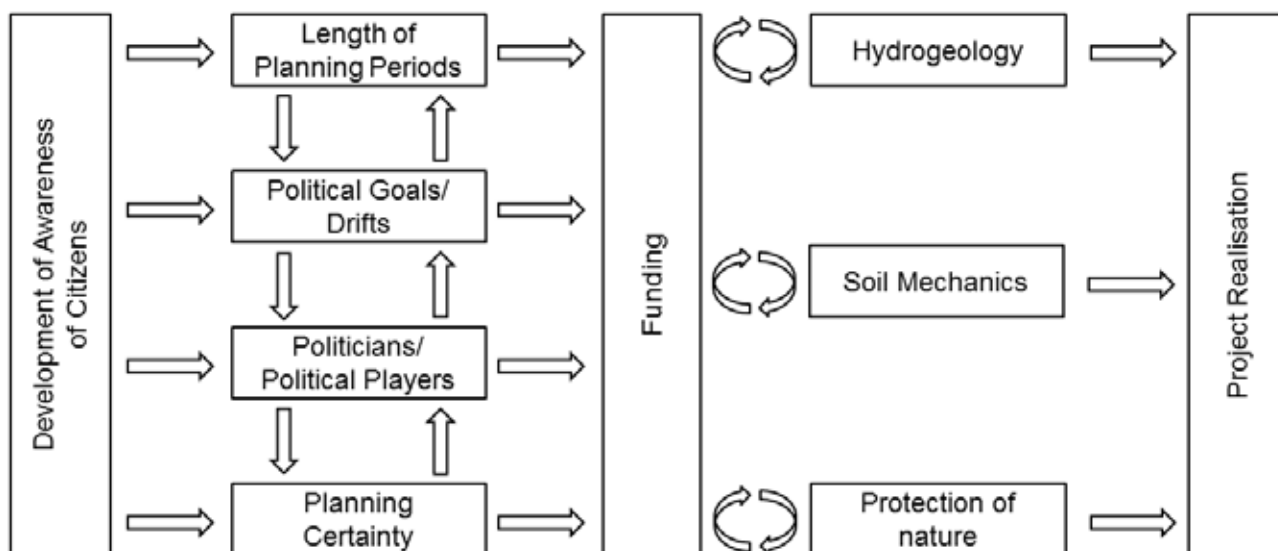 Development of Awareness
of Citizens
Length of
Planning Periods
Political Goals/
Drifts
Politicians/
Political Players
Planning
Certainty
Funding
Hydrogeology
Soil Mechanics
Protection of
nature
Project Realisation